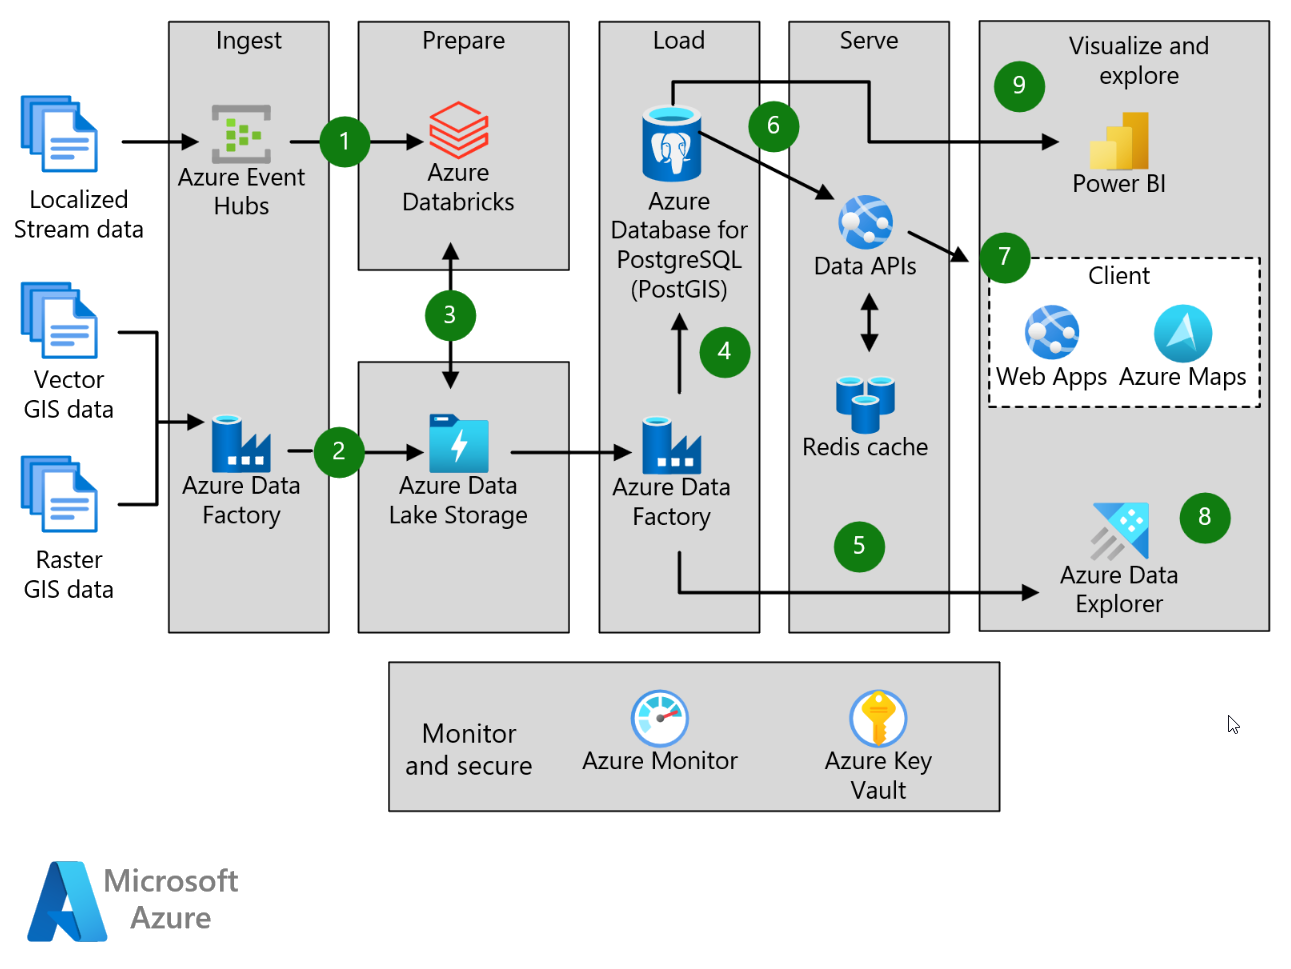 Ingest
Prepare
Load
Serve
Visualize and
explore
9
Localized
Stream data
Azure Event
Hubs
1
Azure
Databricks
Azure
Database for
PostgreSQL
(PostGIS)
6
Data APIs
Power BI
7
Client
Web Apps
Azure Maps
Vector
GIS data
3
4
Redis cache
Raster
GIS data
Azure Data
Factory
2
Azure Data
Lake Storage
Azure Data
Factory
5
8
Azure Data
Explorer
Monitor
and secure
Azure Monitor
Azure Key
Vault
Microsoft
Azure